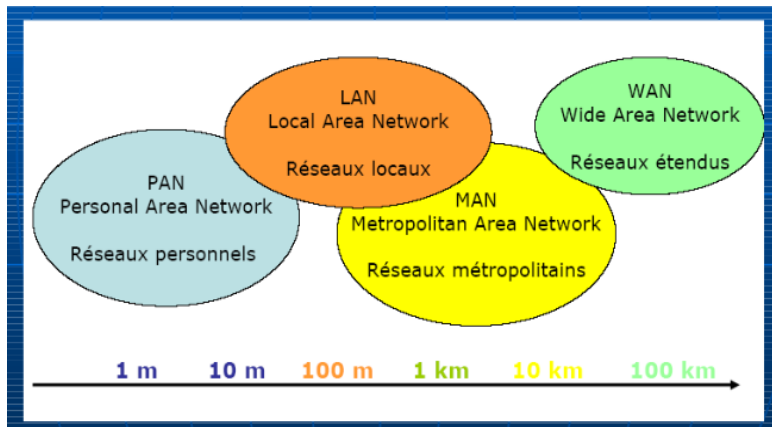 PAN
Personal Area Network
Réseaux personnels
LAN
Local Area Network
Réseaux locaux
MAN
Metropolitan Area Network
Réseaux métropolitains
WAN
Wide Area Network
Réseaux étendus
1 m 10 m 100 m 1 km 10 km 100 km